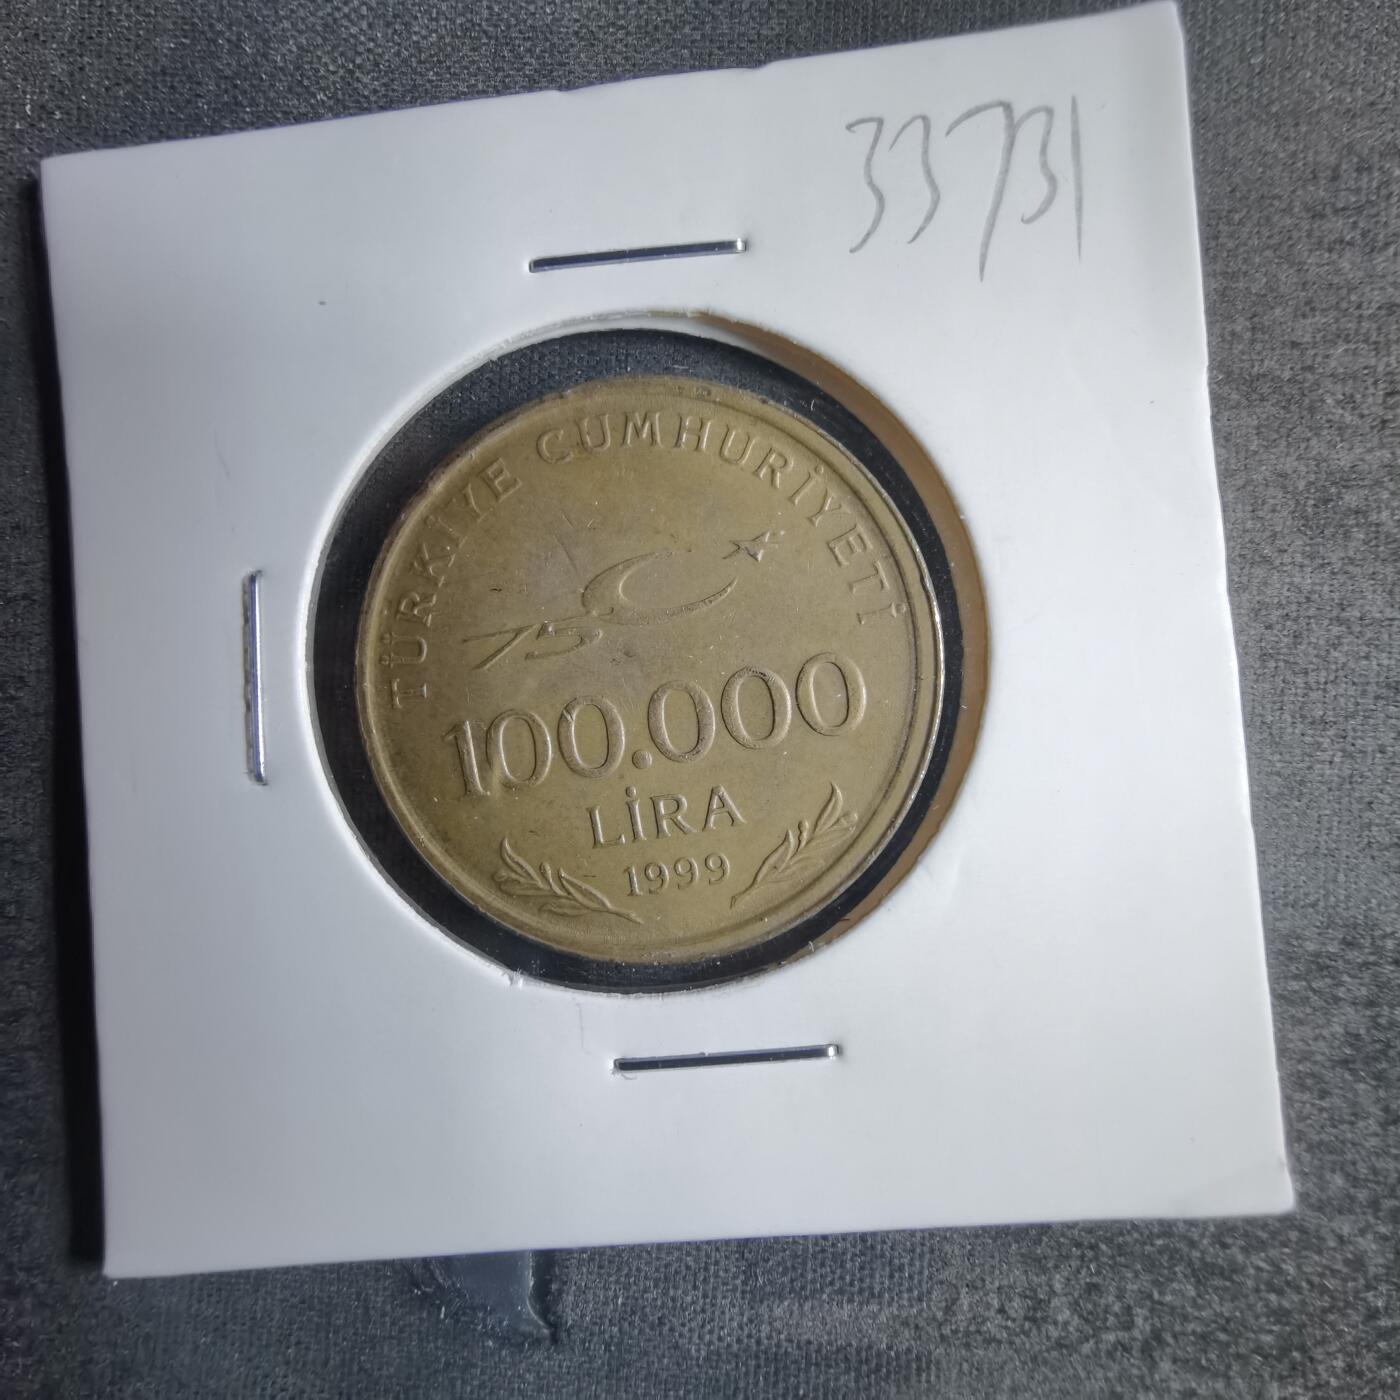 33731
TÜRKİYE CUMHURİYETİ
75
100.000
LİRA
1999